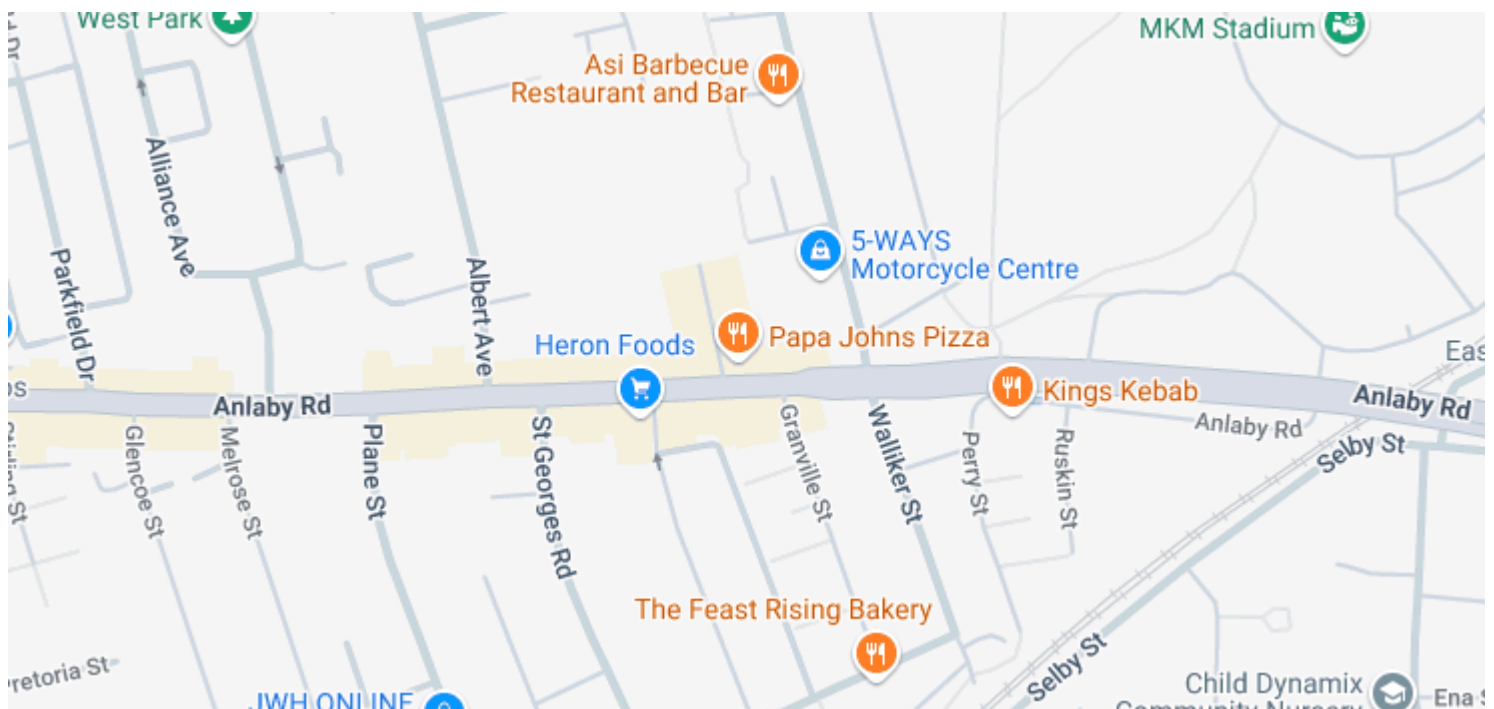 West Park
MKM Stadium
Asi Barbecue
Restaurant and Bar
Alliance Ave
Parkfield Dr
Albert Ave
5-WAYS
Motorcycle Centre
Heron Foods
Papa Johns Pizza
Kings Kebab
Anlaby Rd
Anlaby Rd
Anlaby Rd
Selby St
Glencoe St
Melrose St
Plane St
St Georges Rd
Granville St
Walliker St
Perry St
Ruskin St
The Feast Rising Bakery
Selby St
JWH ONLINE
Child Dynamix
Community Nursery
Ena S